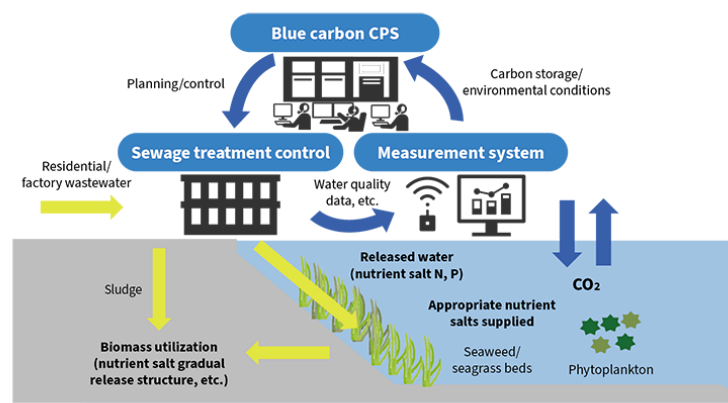 Blue carbon CPS
Planning/control
Carbon storage/
environmental conditions
Sewage treatment control
Measurement system
Residential/
factory wastewater
Water quality
data, etc.
Released water
(nutrient salt N, P)
CO₂
Sludge
Appropriate nutrient
salts supplied
Biomass utilization
(nutrient salt gradual
release structure, etc.)
Seaweed/
seagrass beds
Phytoplankton